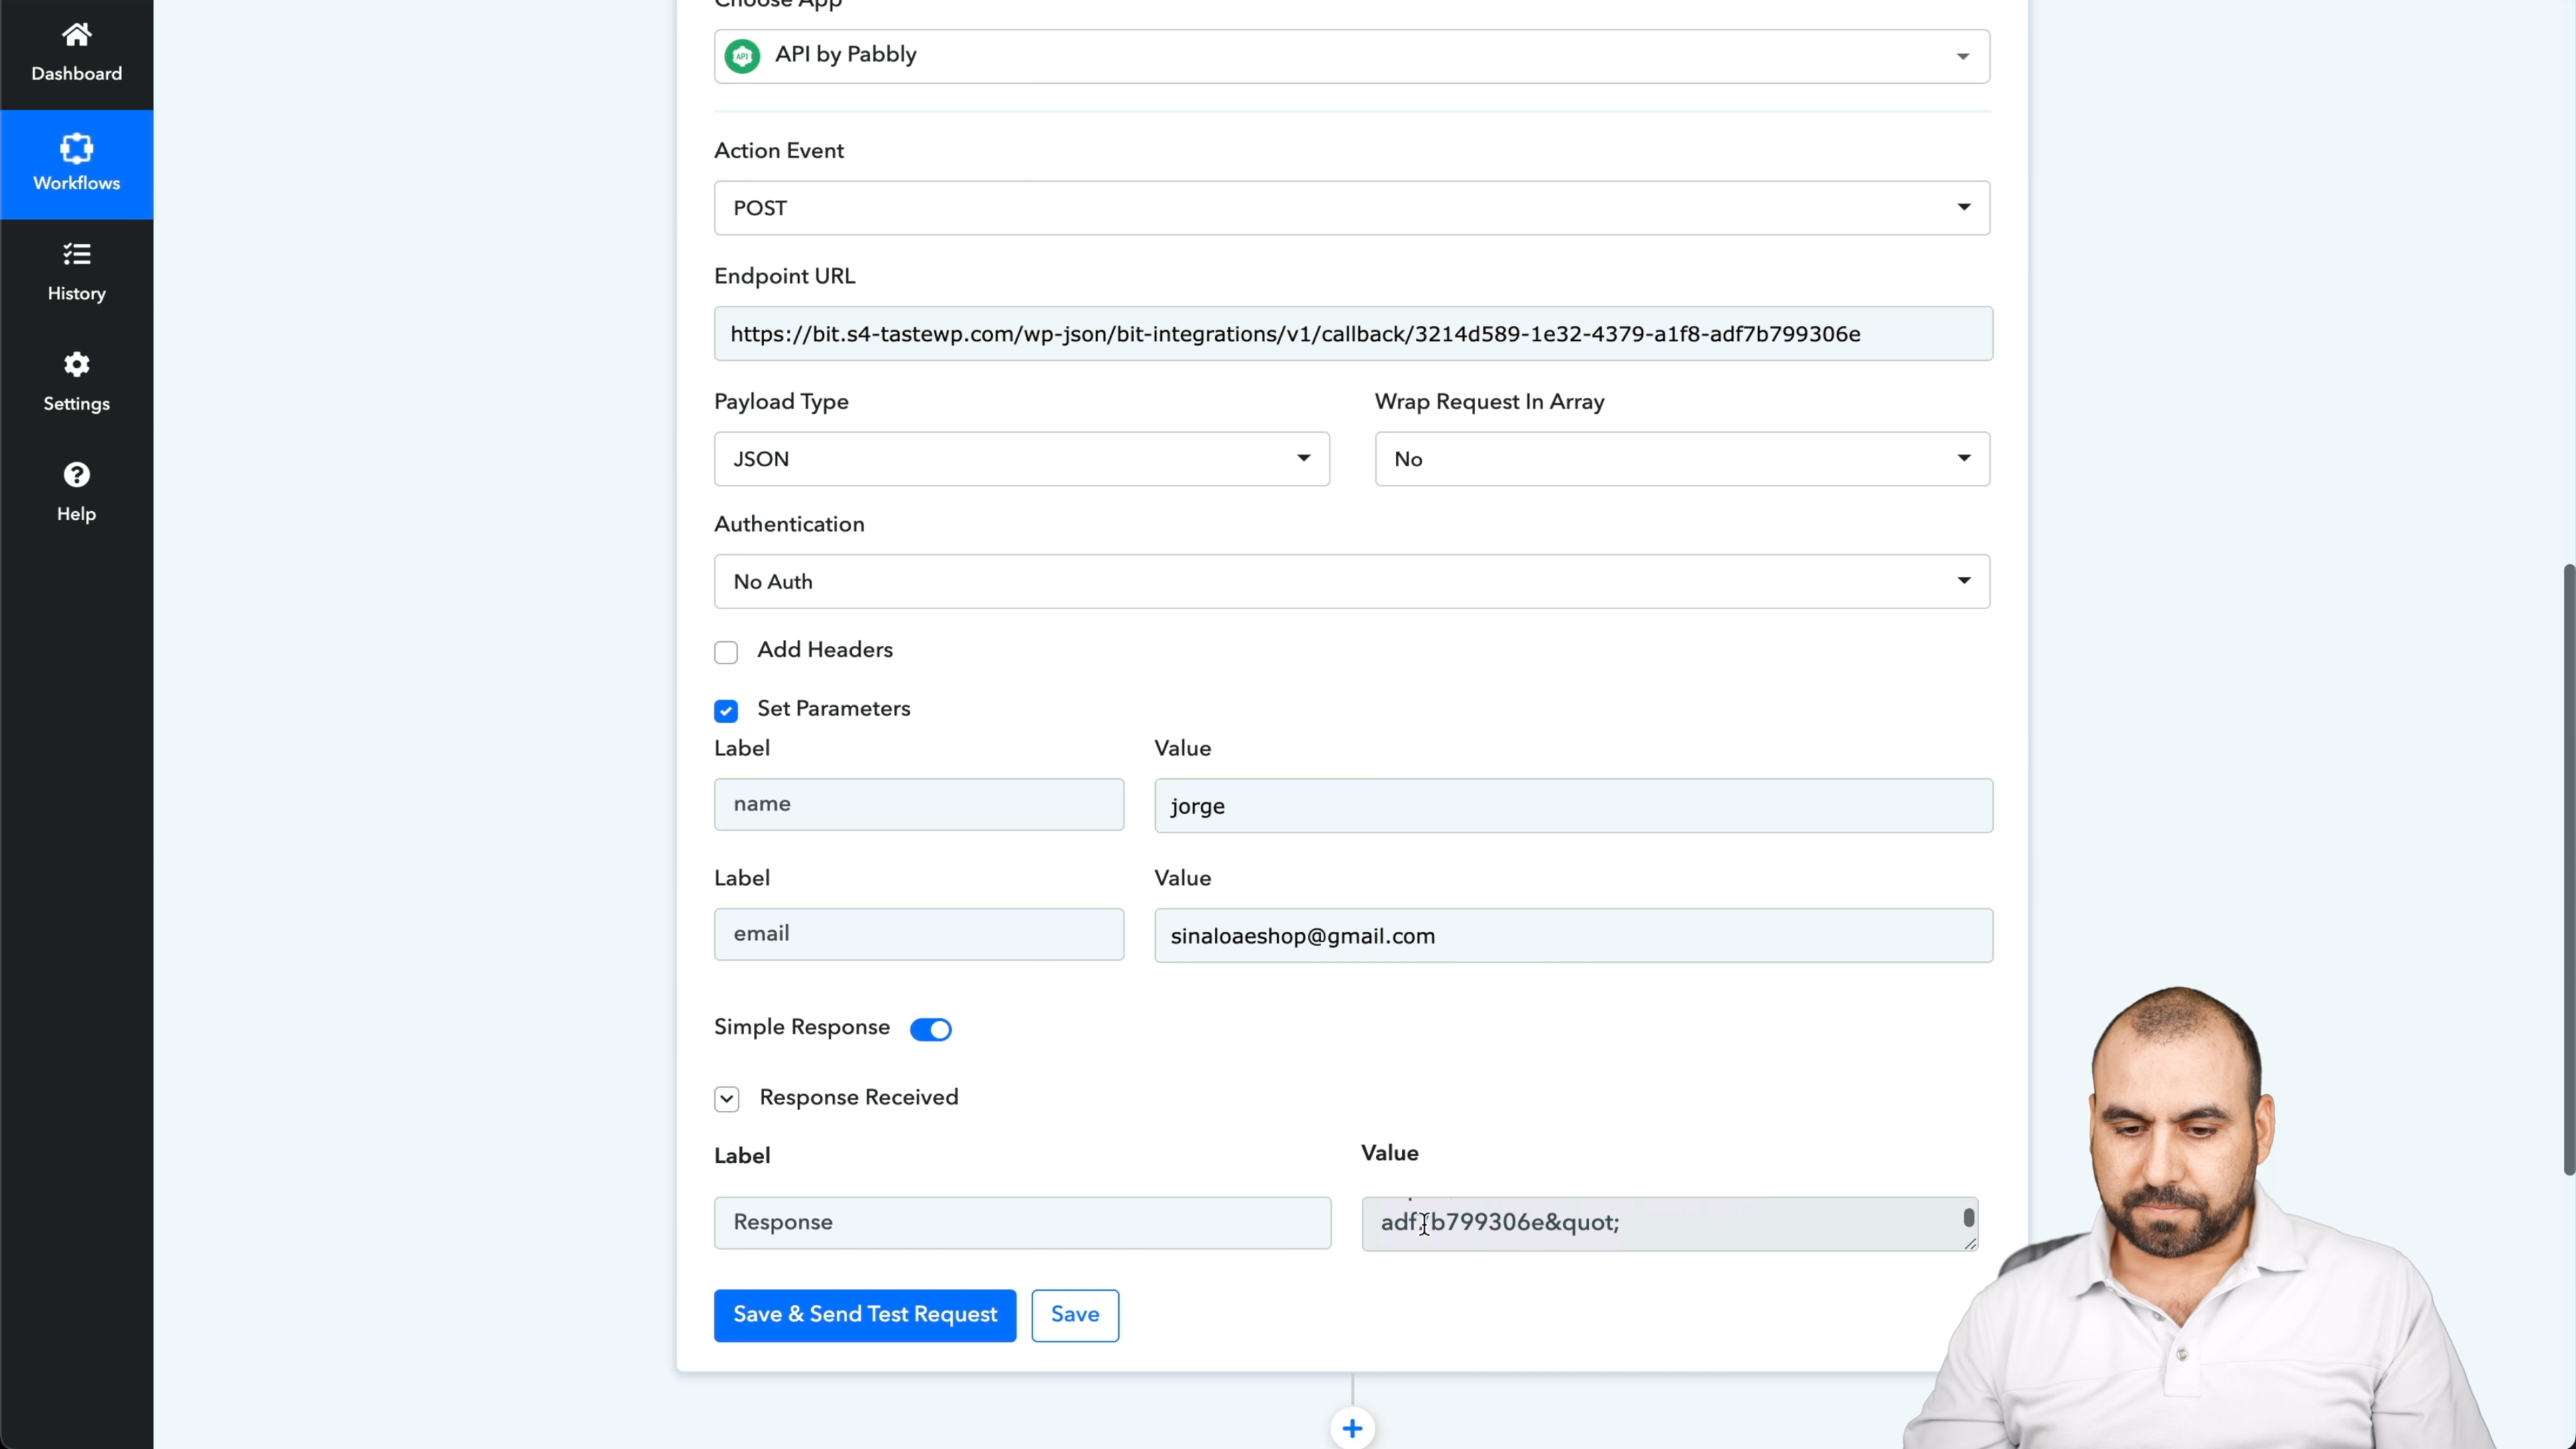 Choose App
API API by Pabbly
Action Event
POST
Endpoint URL
https://bit.s4-tastewp.com/wp-json/bit-integrations/v1/callback/3214d589-1e32-4379-a1f8-adf7b799306e
Payload Type Wrap Request In Array
JSON No
Authentication
No Auth
Add Headers
Set Parameters
Label Value
name jorge
Label Value
email sinaloaeshop@gmail.com
Simple Response
Response Received
Label Value
Response adf7b799306e&quot;
Save & Send Test Request Save
Dashboard
Workflows
History
Settings
Help